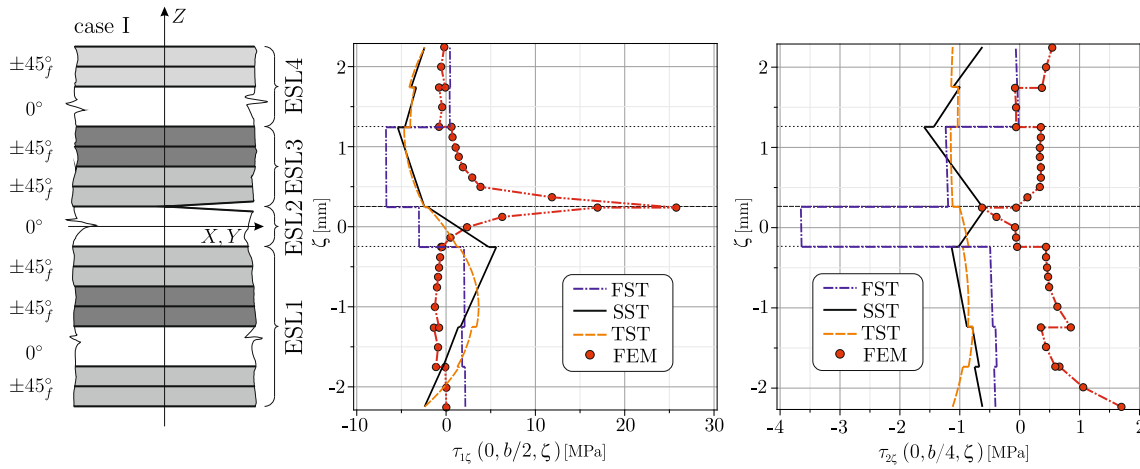 case I
Z
±45°f
0°
±45°f
±45°f
0°
±45°f
±45°f
0°
±45°f
X, Y
ESL4
ESL3
ESL2
ESL1
ζ [mm]
2
1
0
-1
-2
FST
SST
TST
FEM
-10
0
10
20
30
τ1ζ (0, b/2, ζ) [MPa]
ζ [mm]
2
1
0
-1
-2
FST
SST
TST
FEM
-4
-3
-2
-1
0
1
2
τ2ζ (0, b/4, ζ) [MPa]